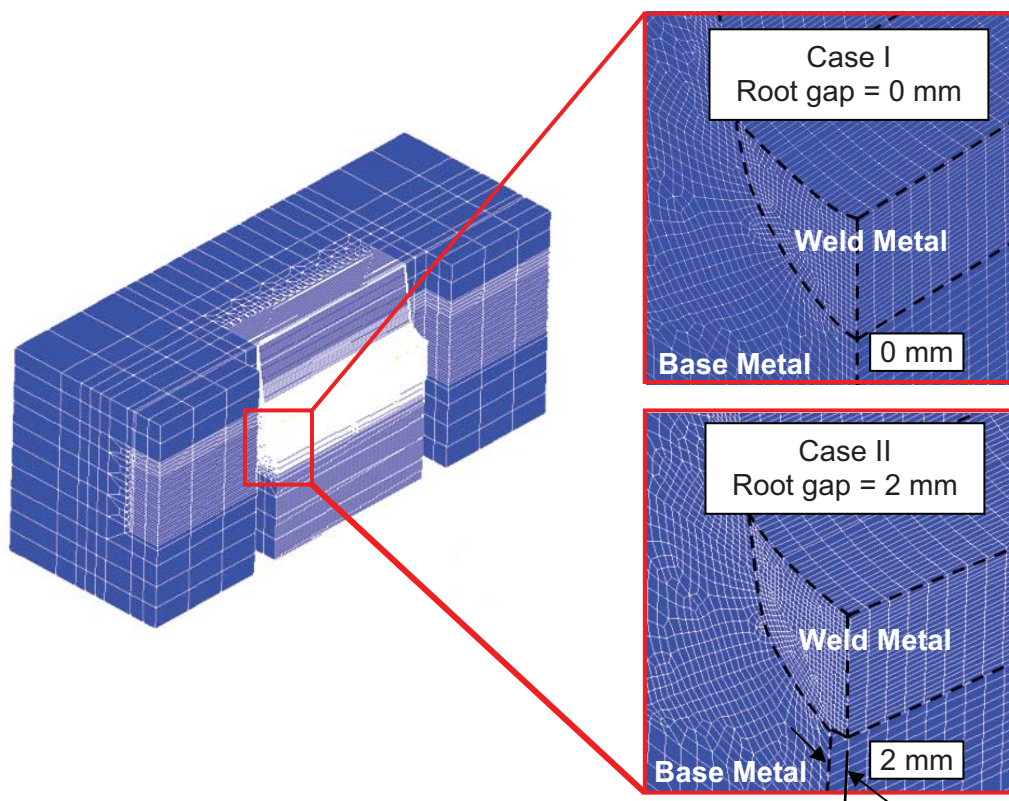 Case I
Root gap = 0 mm
Weld Metal
0 mm
Base Metal
Case II
Root gap = 2 mm
Weld Metal
2 mm
Base Metal